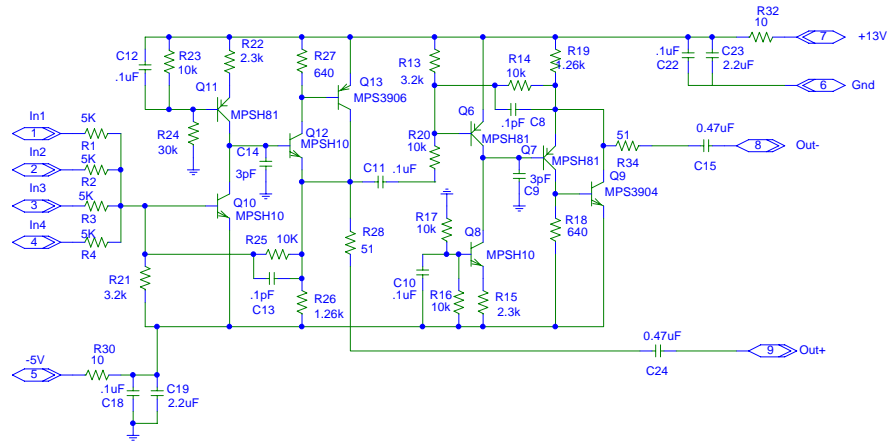 R32
10
7
+13V
C12
.1uF
R23
10k
R22
2.3k
R27
640
Q13
MPS3906
R13
3.2k
R14
10k
R19
1.26k
.1uF
C22
C23
2.2uF
6
Gnd
Q11
MPSH81
.1pF
C8
Q6
MPSH81
In1
1
5K
R1
R24
30k
C14
3pF
Q12
MPSH10
R20
10k
Q7
MPSH81
51
R34
0.47uF
C15
8
Out-
In2
2
5K
R2
C11
.1uF
3pF
C9
Q9
MPS3904
In3
3
5K
R3
Q10
MPSH10
In4
4
5K
R4
R25
10K
R28
51
R17
10k
Q8
MPSH10
R18
640
R21
3.2k
.1pF
C13
R26
1.26k
C10
.1uF
R16
10k
R15
2.3k
0.47uF
C24
9
Out+
-5V
5
R30
10
.1uF
C18
C19
2.2uF